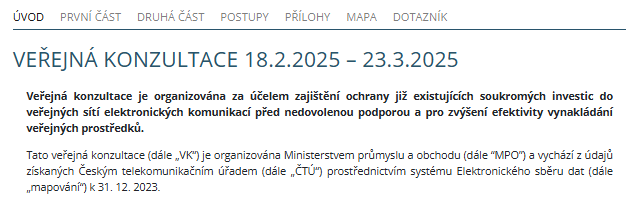 ÚVOD PRVNÍ ČÁST DRUHÁ ČÁST POSTUPY PŘÍLOHY MAPA DOTAZNÍK
VEŘEJNÁ KONZULTACE 18.2.2025 – 23.3.2025
Veřejná konzultace je organizována za účelem zajištění ochrany již existujících soukromých investic do
veřejných sítí elektronických komunikací před nedovolenou podporou a pro zvýšení efektivity vynakládání
veřejných prostředků.
Tato veřejná konzultace (dále „VK”) je organizována Ministerstvem průmyslu a obchodu (dále “MPO”) a vychází z údajů
získaných Českým telekomunikačním úřadem (dále „ČTÚ”) prostřednictvím systému Elektronického sběru dat (dále
„mapování”) k 31. 12. 2023.